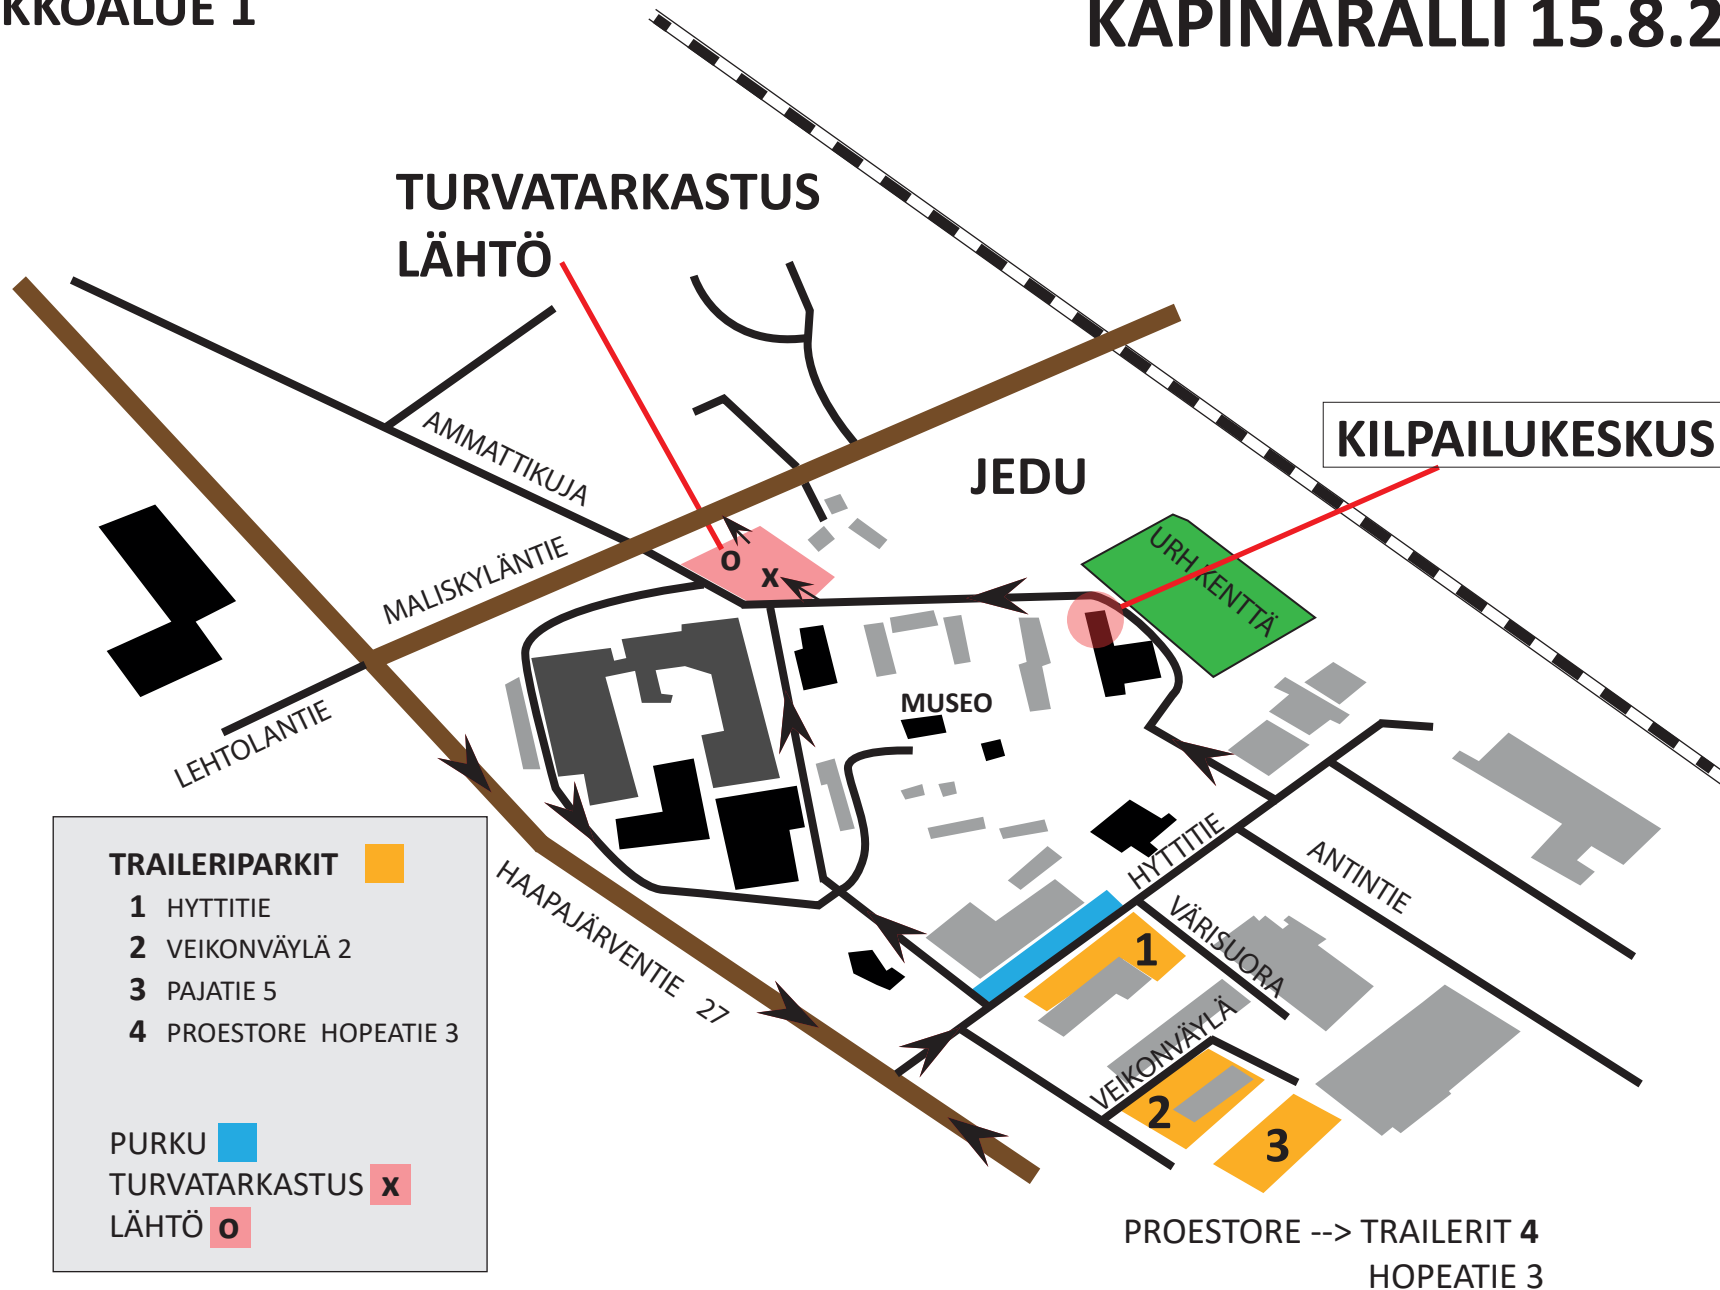 KKOALUE 1
KAPINARALLI 15.8.2
TURVATARKASTUS
LÄHTÖ
KILPAILUKESKUS
JEDU
AMMATTIKUJA
URH KENTTÄ
o
x
MALISKYLÄNTIE
MUSEO
LEHTOLANTIE
HYTTITIE
ANTINTIE
HAAPAJÄRVENTIE 27
VÄRISUORA
1
VEIKONVÄYLÄ
2
3
TRAILERIPARKIT
1 HYTTITIE
2 VEIKONVÄYLÄ 2
3 PAJATIE 5
4 PROESTORE HOPEATIE 3
PURKU
TURVATARKASTUS x
LÄHTÖ o
PROESTORE --> TRAILERIT 4
HOPEATIE 3